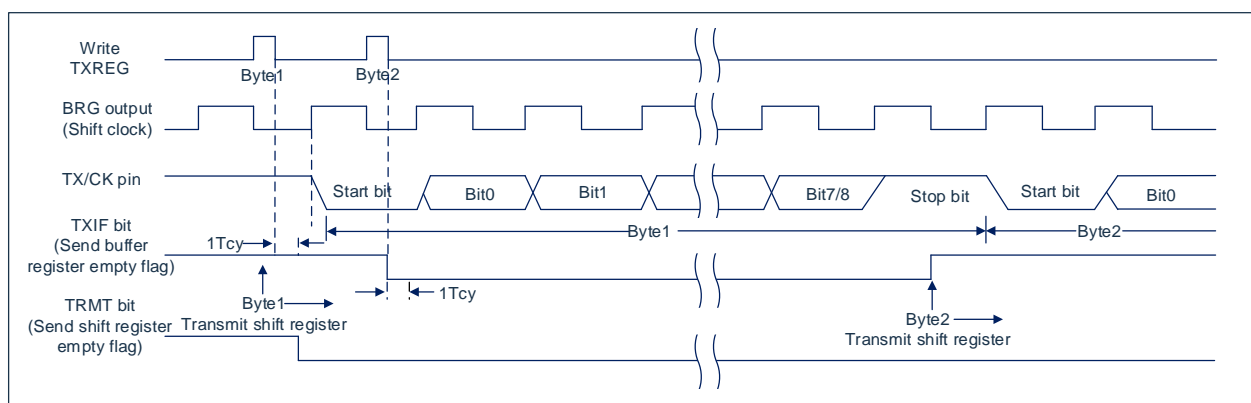 Write
TXREG
Byte1
Byte2
BRG output
(Shift clock)
TX/CK pin
Start bit
Bit0
Bit1
Bit7/8
Stop bit
Start bit
Bit0
TXIF bit
(Send buffer
register empty flag)
1Tcy
Byte1
Byte2
1Tcy
TRMT bit
(Send shift register
empty flag)
Byte1
Transmit shift register
Byte2
Transmit shift register